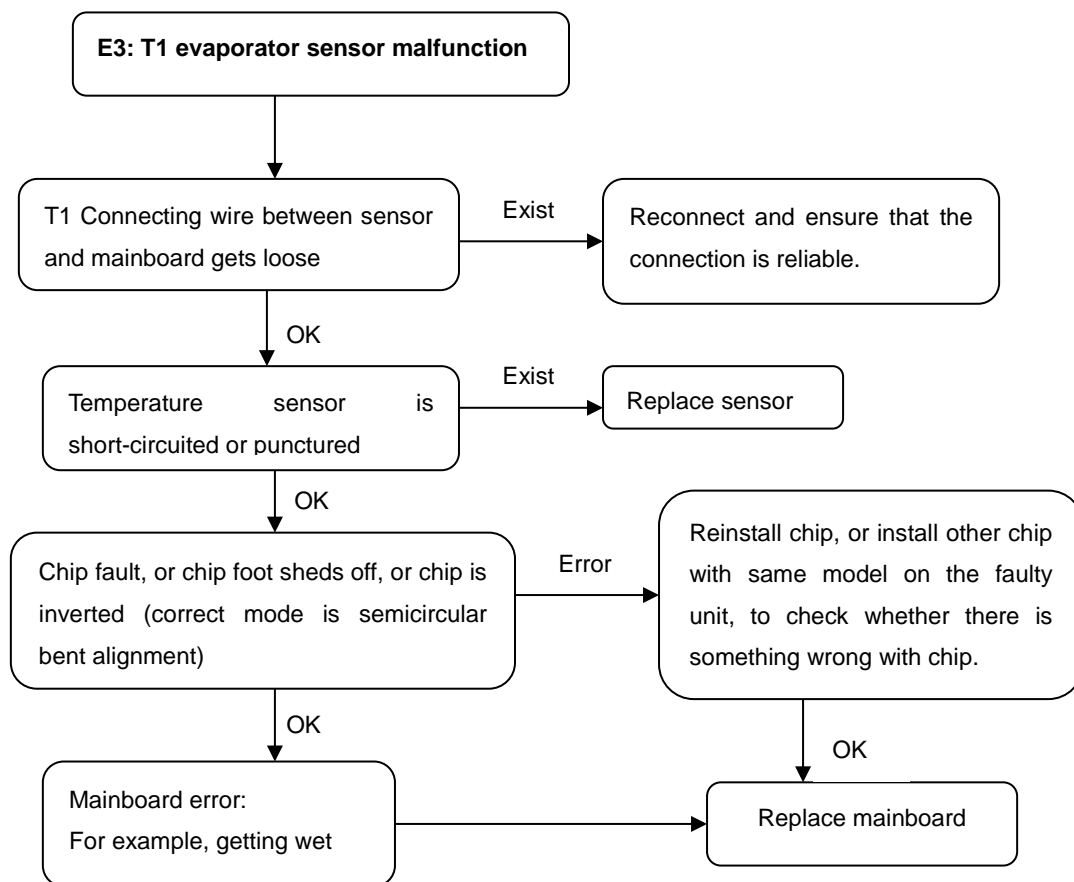 E3: T1 evaporator sensor malfunction
T1 Connecting wire between sensor
and mainboard gets loose
Exist
Reconnect and ensure that the
connection is reliable.
OK
Temperature sensor is
short-circuited or punctured
Exist
Replace sensor
OK
Chip fault, or chip foot sheds off, or chip is
inverted (correct mode is semicircular
bent alignment)
Error
Reinstall chip, or install other chip
with same model on the faulty
unit, to check whether there is
something wrong with chip.
OK
OK
Mainboard error:
For example, getting wet
Replace mainboard